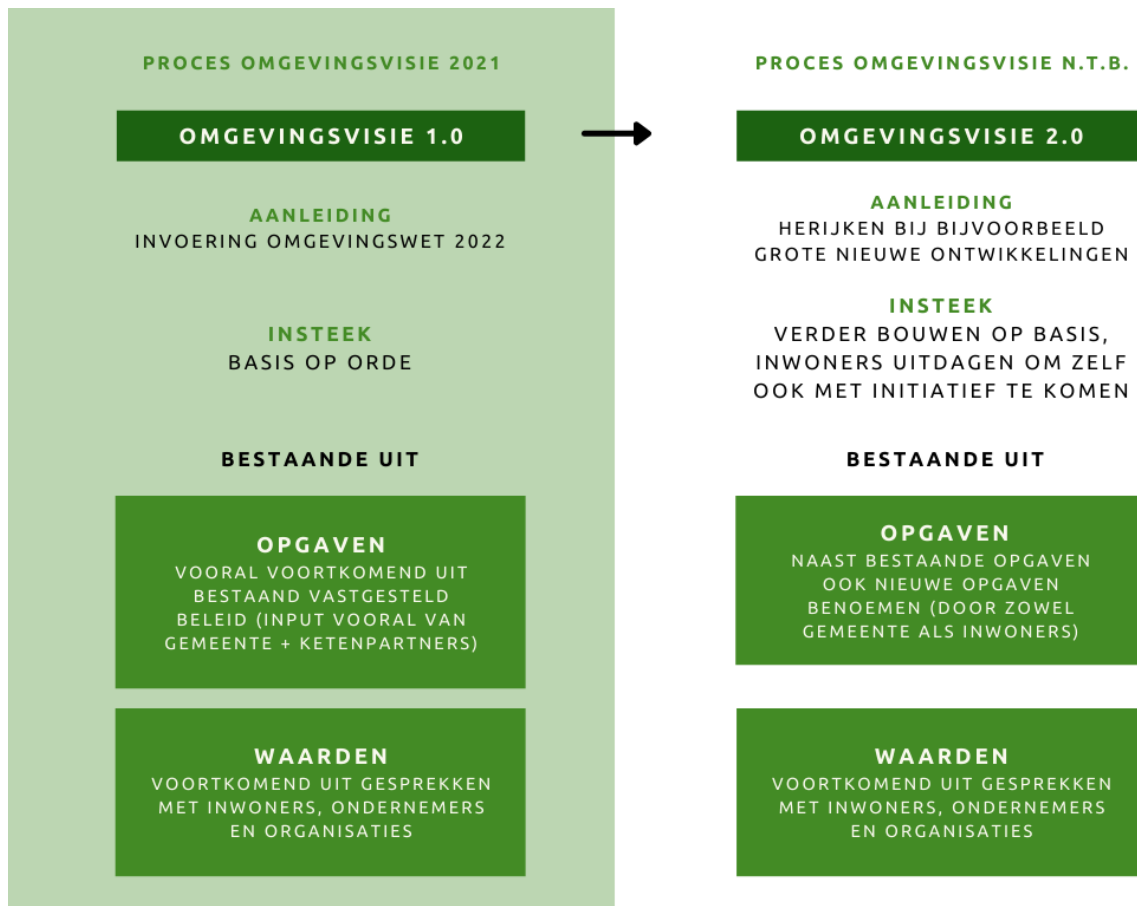 PROCES OMGEVINGSVISIE 2021
OMGEVINGSVISIE 1.0
AANLEIDING
INVOERING OMGEVINGSWET 2022
INSTEEK
BASIS OP ORDE
BESTAANDE UIT
OPGAVEN
VOORAL VOORTKOMEND UIT
BESTAAND VASTGESTELD
BELEID (INPUT VOORAL VAN
GEMEENTE + KETENPARTNERS)
WAARDEN
VOORTKOMEND UIT GESPREKKEN
MET INWONERS, ONDERNEMERS
EN ORGANISATIES
PROCES OMGEVINGSVISIE N.T.B.
OMGEVINGSVISIE 2.0
AANLEIDING
HERIJKEN BIJ BIJVOORBEELD
GROTE NIEUWE ONTWIKKELINGEN
INSTEEK
VERDER BOUWEN OP BASIS,
INWONERS UITDAGEN OM ZELF
OOK MET INITIATIEF TE KOMEN
BESTAANDE UIT
OPGAVEN
NAAST BESTAANDE OPGAVEN
OOK NIEUWE OPGAVEN
BENOEMEN (DOOR ZOWEL
GEMEENTE ALS INWONERS)
WAARDEN
VOORTKOMEND UIT GESPREKKEN
MET INWONERS, ONDERNEMERS
EN ORGANISATIES